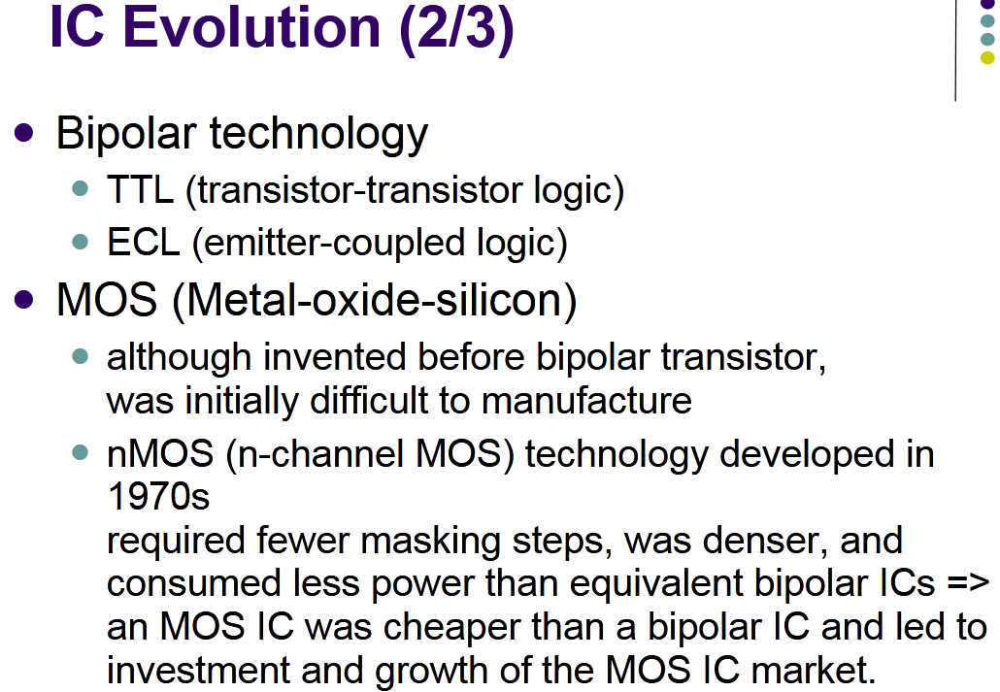 IC Evolution (2/3)
Bipolar technology
TTL (transistor-transistor logic)
ECL (emitter-coupled logic)
MOS (Metal-oxide-silicon)
although invented before bipolar transistor,
was initially difficult to manufacture
nMOS (n-channel MOS) technology developed in
1970s
required fewer masking steps, was denser, and
consumed less power than equivalent bipolar ICs =>
an MOS IC was cheaper than a bipolar IC and led to
investment and growth of the MOS IC market.